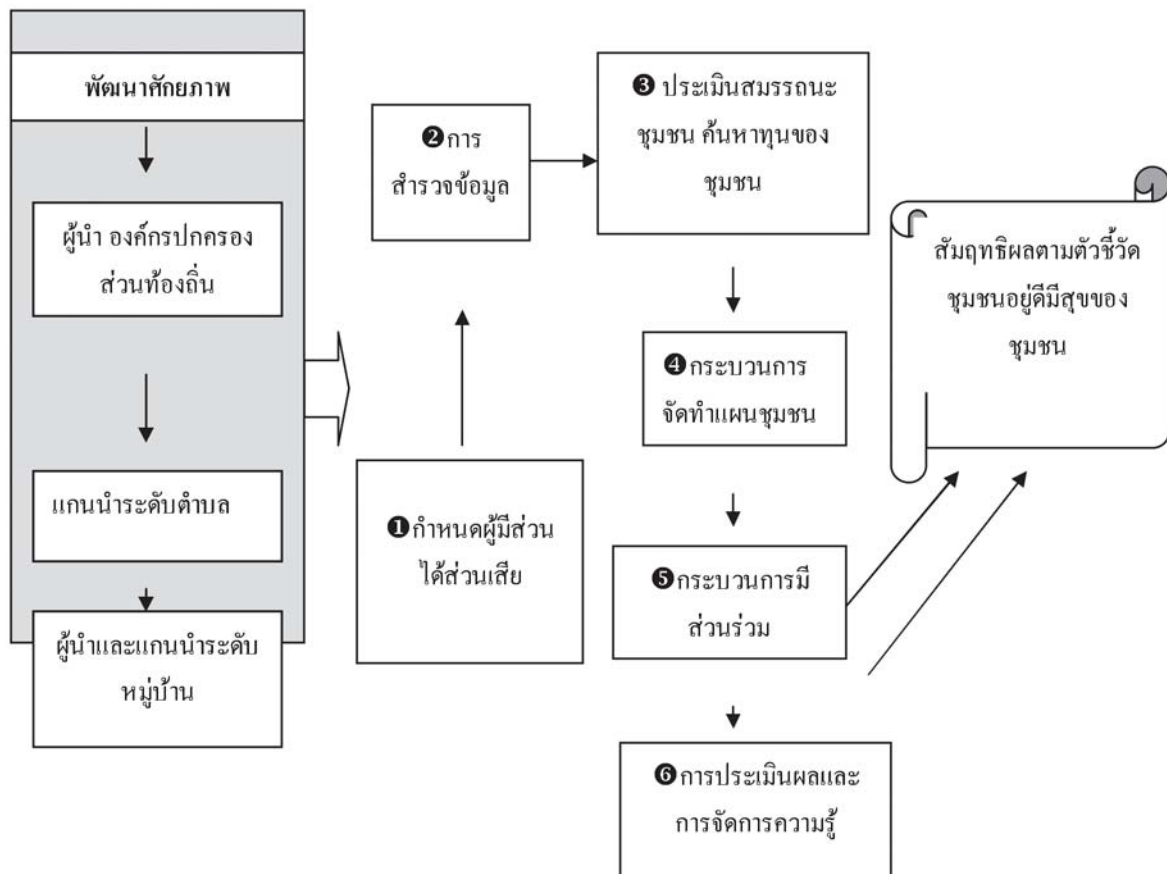 พัฒนาศักยภาพ
ผู้นำ องค์กรปกครอง
ส่วนท้องถิ่น
แกนนำระดับตำบล
ผู้นำและแกนนำระดับ
หมู่บ้าน
❶กำหนดผู้มีส่วน
ได้ส่วนเสีย
❷การ
สำรวจข้อมูล
❸ ประเมินสมรรถนะ
ชุมชน ค้นหาทุนของ
ชุมชน
❹กระบวนการ
จัดทำแผนชุมชน
❺กระบวนการมี
ส่วนร่วม
❻การประเมินผลและ
การจัดการความรู้
สัมฤทธิผลตามตัวชี้วัด
ชุมชนอยู่ดีมีสุขของ
ชุมชน